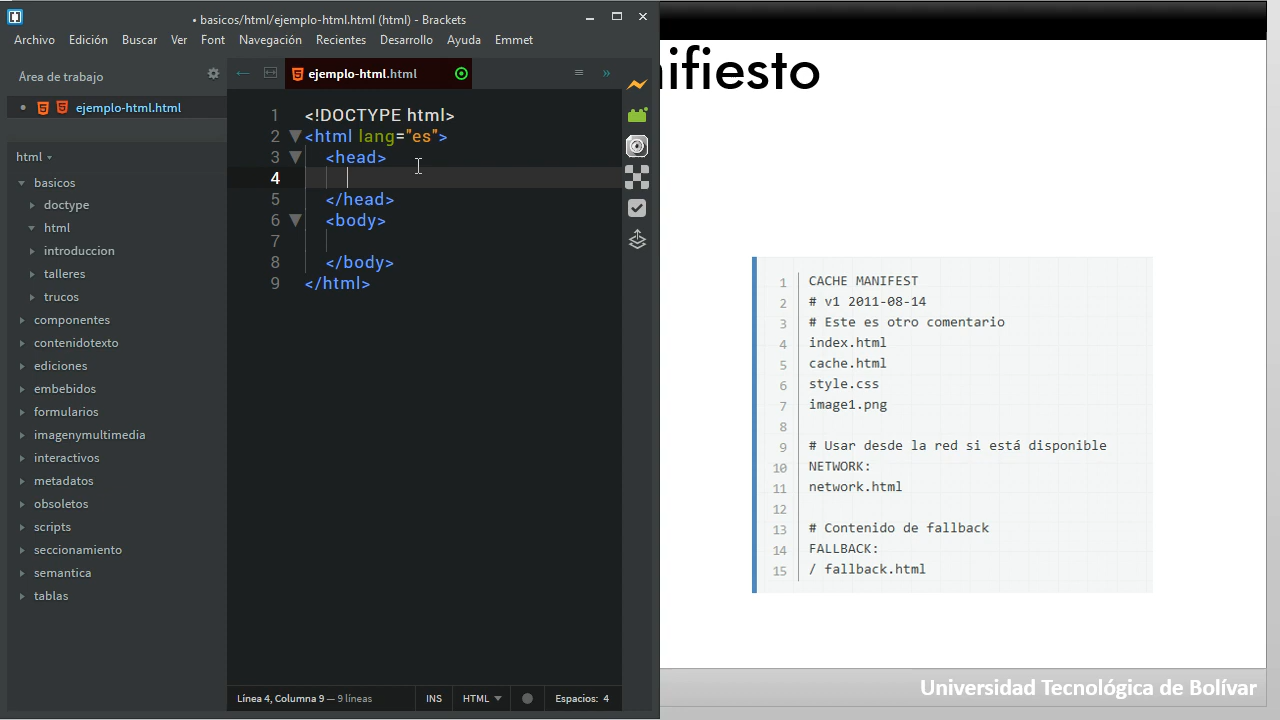 • basicos/html/ejemplo-html.html (html) - Brackets
Archivo Edición Buscar Ver Font Navegación Recientes Desarrollo Ayuda Emmet
Área de trabajo
ejemplo-html.html
html
basicos
doctype
html
introduccion
talleres
trucos
componentes
contenidotexto
ediciones
embebidos
formularios
imagenymultimedia
interactivos
metadatos
obsoletos
scripts
seccionamiento
semantica
tablas
ejemplo-html.html
1 <!DOCTYPE html>
2 <html lang="es">
3 <head>
4
5 </head>
6 <body>
7
8 </body>
9 </html>
Línea 4, Columna 9 — 9 líneas INS HTML Espacios: 4
nifiesto
1 CACHE MANIFEST
2 # v1 2011-08-14
3 # Este es otro comentario
4 index.html
5 cache.html
6 style.css
7 image1.png
8
9 # Usar desde la red si está disponible
10 NETWORK:
11 network.html
12
13 # Contenido de fallback
14 FALLBACK:
15 / fallback.html
Universidad Tecnológica de Bolívar